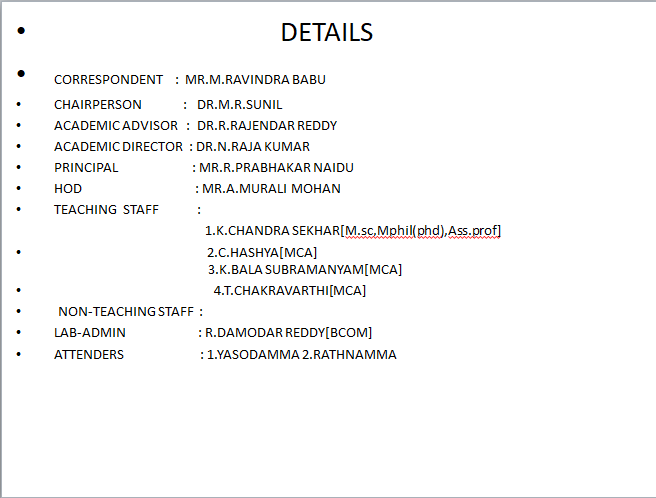 • DETAILS
• CORRESPONDENT : MR.M.RAVINDRA BABU
• CHAIRPERSON : DR.M.R.SUNIL
• ACADEMIC ADVISOR : DR.R.RAJENDAR REDDY
• ACADEMIC DIRECTOR : DR.N.RAJA KUMAR
• PRINCIPAL : MR.R.PRABHAKAR NAIDU
• HOD : MR.A.MURALI MOHAN
• TEACHING STAFF :
1.K.CHANDRA SEKHAR[M.sc,Mphil(phd),Ass.prof]
• 2.C.HASHYA[MCA]
3.K.BALA SUBRAMANYAM[MCA]
• 4.T.CHAKRAVARTHI[MCA]
• NON-TEACHING STAFF :
• LAB-ADMIN : R.DAMODAR REDDY[BCOM]
• ATTENDERS : 1.YASODAMMA 2.RATHNAMMA